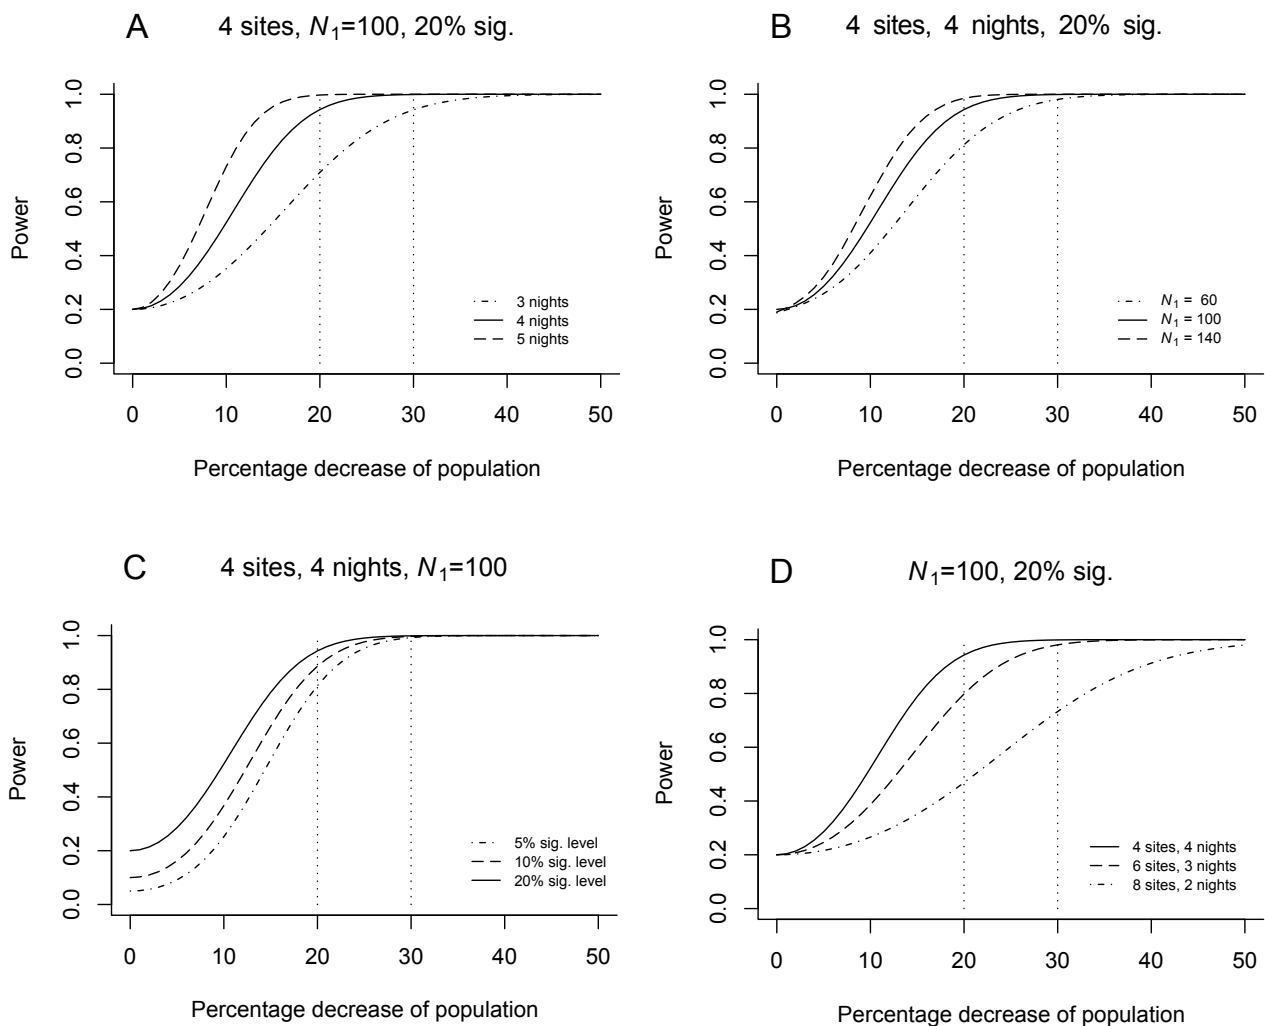 A
4 sites, N1=100, 20% sig.
Power
1.0
0.8
0.6
0.4
0.2
0.0
3 nights
4 nights
5 nights
0 10 20 30 40 50
Percentage decrease of population
B
4 sites, 4 nights, 20% sig.
Power
1.0
0.8
0.6
0.4
0.2
0.0
N1 = 60
N1 = 100
N1 = 140
0 10 20 30 40 50
Percentage decrease of population
C
4 sites, 4 nights, N1=100
Power
1.0
0.8
0.6
0.4
0.2
0.0
5% sig. level
10% sig. level
20% sig. level
0 10 20 30 40 50
Percentage decrease of population
D
N1=100, 20% sig.
Power
1.0
0.8
0.6
0.4
0.2
0.0
4 sites, 4 nights
6 sites, 3 nights
8 sites, 2 nights
0 10 20 30 40 50
Percentage decrease of population